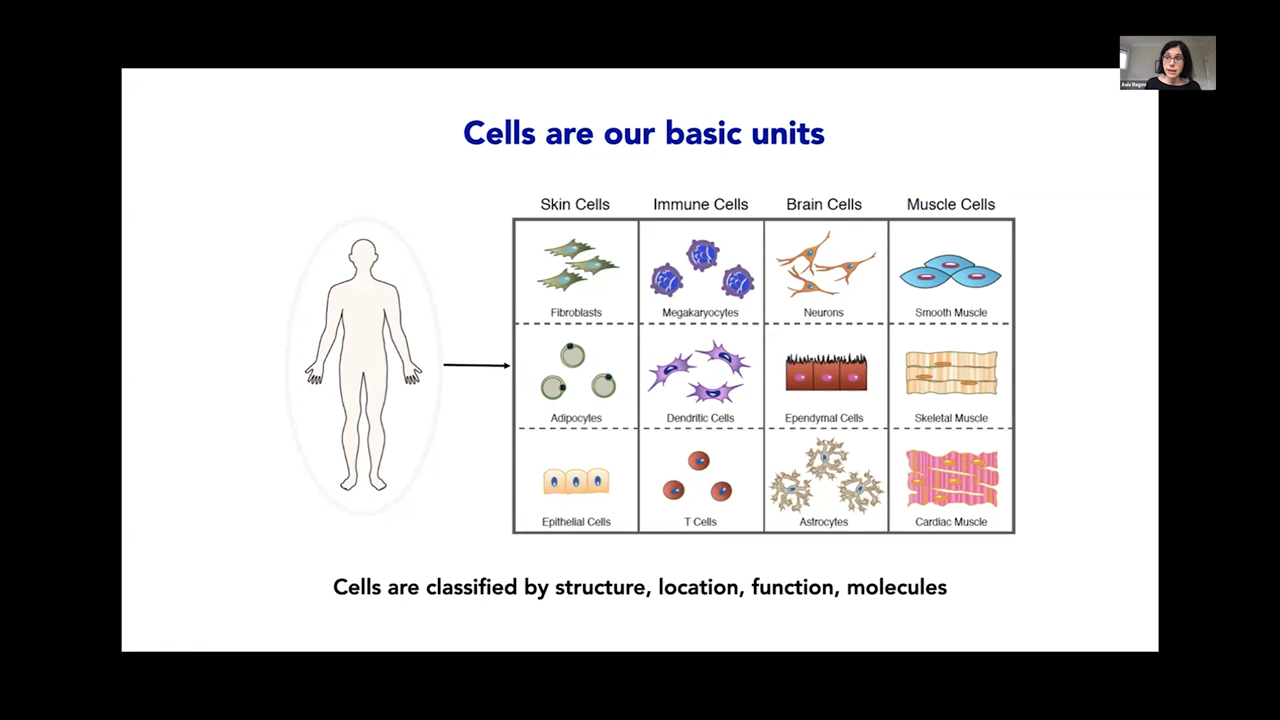 Cells are our basic units
Skin Cells
Immune Cells
Brain Cells
Muscle Cells
Fibroblasts
Megakaryocytes
Neurons
Smooth Muscle
Adipocytes
Dendritic Cells
Ependymal Cells
Skeletal Muscle
Epithelial Cells
T Cells
Astrocytes
Cardiac Muscle
Cells are classified by structure, location, function, molecules